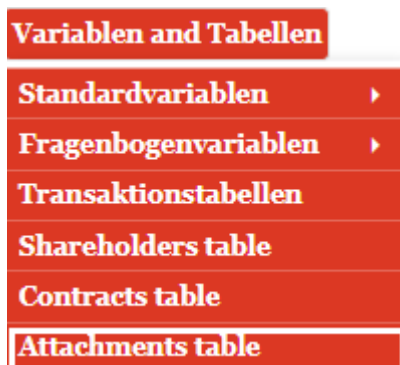 Variablen and Tabellen
Standardvariablen
Fragenbogenvariablen
Transaktionstabellen
Shareholders table
Contracts table
Attachments table